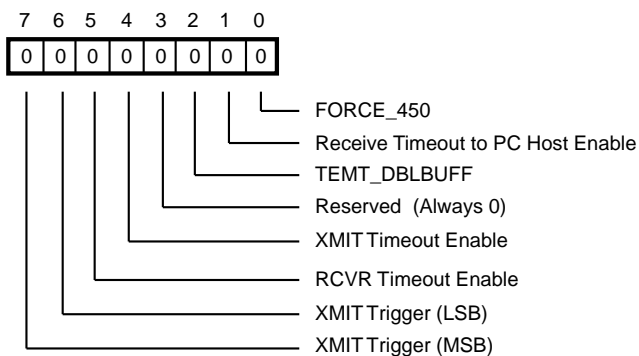 7 6 5 4 3 2 1 0
0 0 0 0 0 0 0 0
FORCE_450
Receive Timeout to PC Host Enable
TEMT_DBLBUFF
Reserved (Always 0)
XMIT Timeout Enable
RCVR Timeout Enable
XMIT Trigger (LSB)
XMIT Trigger (MSB)